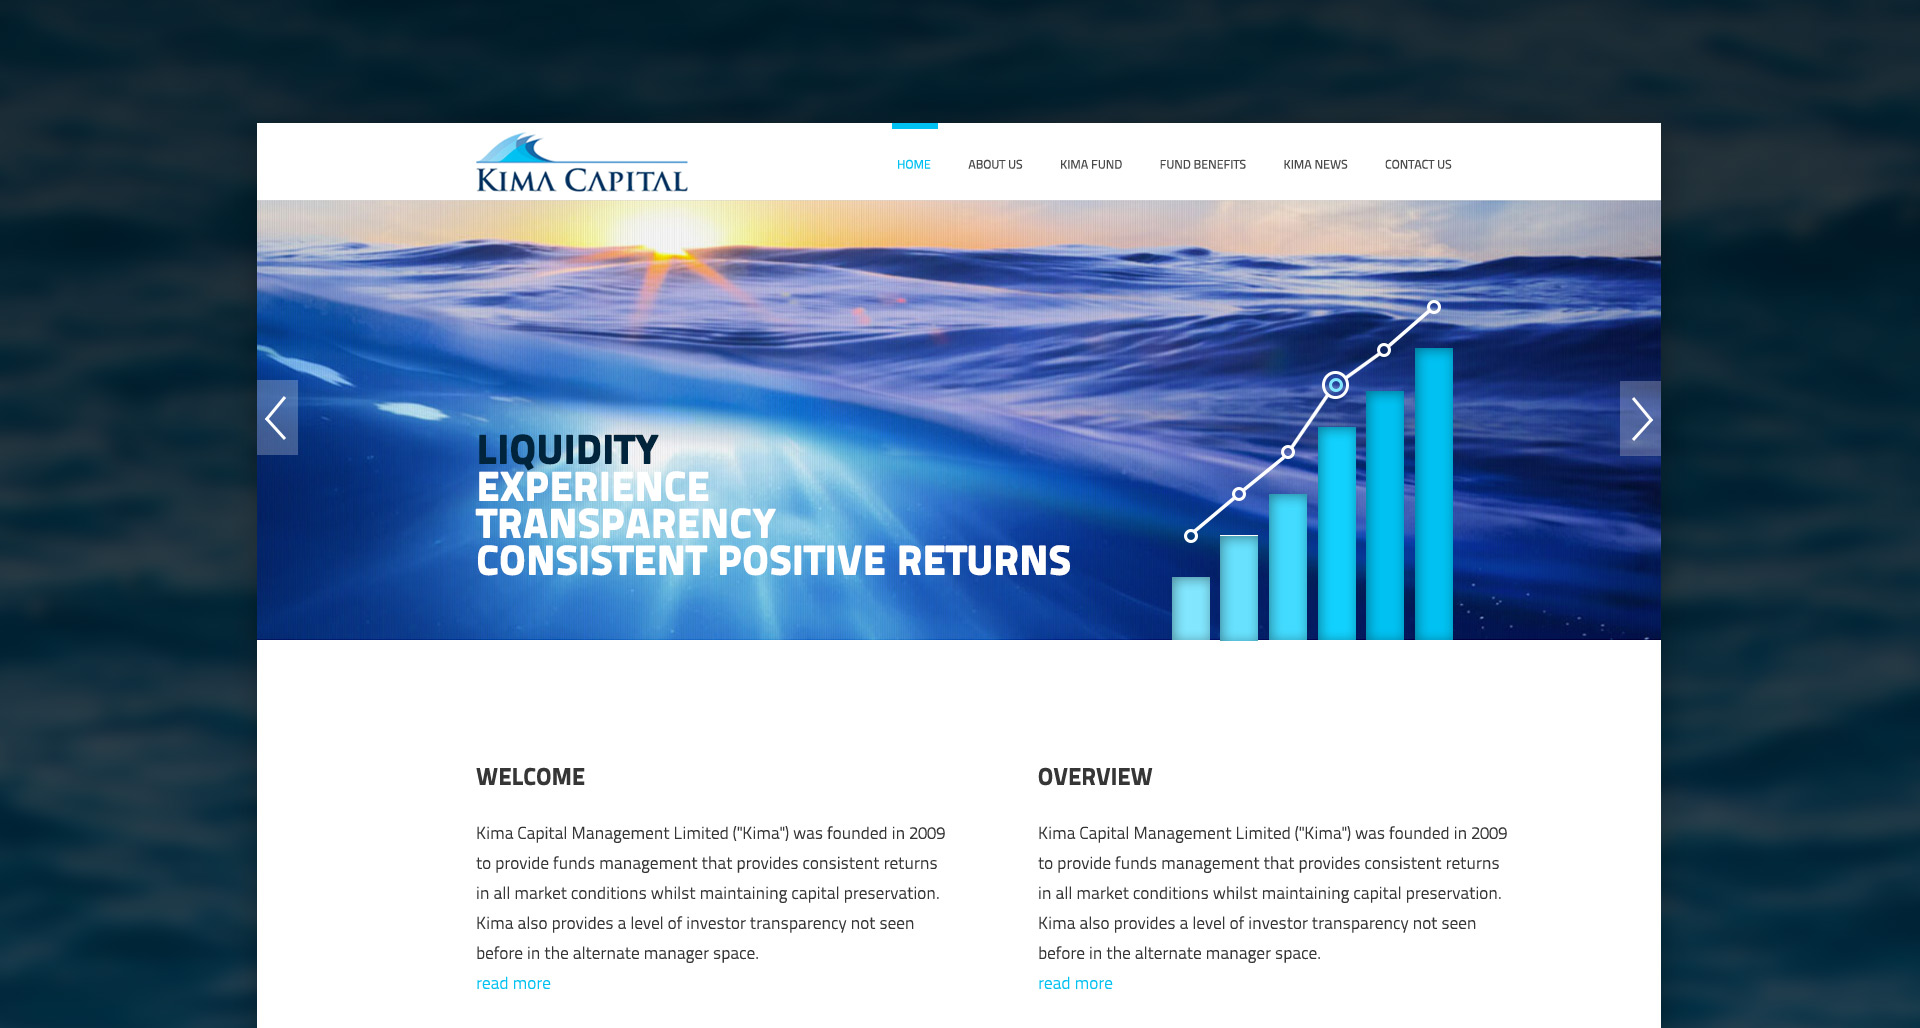 KIMA CAPITAL
HOME
ABOUT US
KIMA FUND
FUND BENEFITS
KIMA NEWS
CONTACT US
LIQUIDITY
EXPERIENCE
TRANSPARENCY
CONSISTENT POSITIVE RETURNS
WELCOME
Kima Capital Management Limited ("Kima") was founded in 2009
to provide funds management that provides consistent returns
in all market conditions whilst maintaining capital preservation.
Kima also provides a level of investor transparency not seen
before in the alternate manager space.
read more
OVERVIEW
Kima Capital Management Limited ("Kima") was founded in 2009
to provide funds management that provides consistent returns
in all market conditions whilst maintaining capital preservation.
Kima also provides a level of investor transparency not seen
before in the alternate manager space.
read more